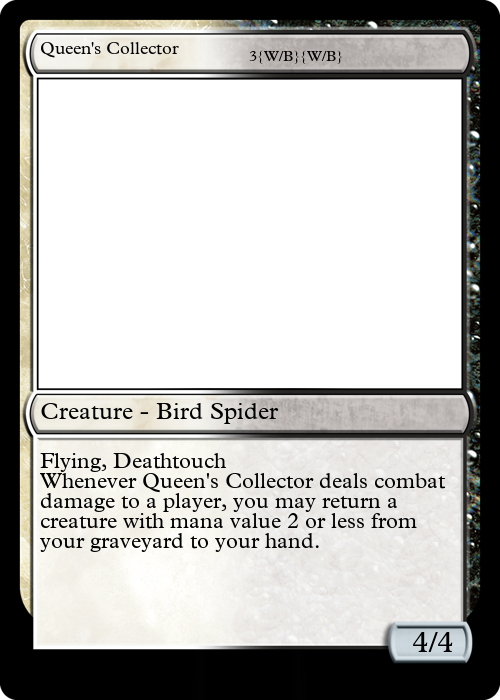 Queen's Collector 3{W/B}{W/B}
Creature - Bird Spider
Flying, Deathtouch
Whenever Queen's Collector deals combat
damage to a player, you may return a
creature with mana value 2 or less from
your graveyard to your hand.
4/4